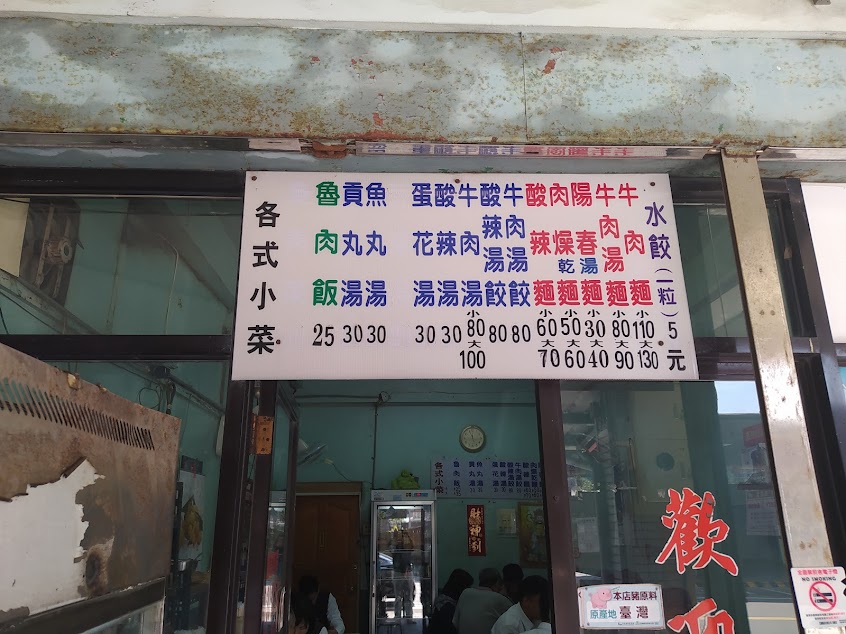 水餃(一粒)5元
牛肉麵 小110 大130
牛肉湯麵 小80 大90
陽春湯麵 小30 大40
肉燥乾麵 小50 大60
酸辣麵 小60 大70
牛肉湯餃 80
酸辣湯餃 80
牛肉湯 小80 大100
酸辣湯 30
蛋花湯 30
魚丸湯 30
貢丸湯 30
魯肉飯 25
各式小菜
財神到
歡
本店豬原料
原產地 臺灣
NO SMOKING